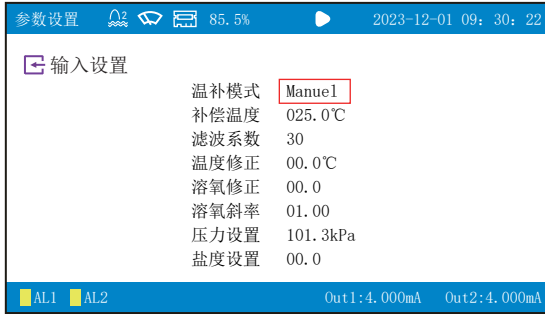 参数设置 85.5% 2023-12-01 09: 30: 22
输入设置
温补模式 Manuel
补偿温度 025.0℃
滤波系数 30
温度修正 00.0℃
溶氧修正 00.0
溶氧斜率 01.00
压力设置 101.3kPa
盐度设置 00.0
AL1 AL2 Out1:4.000mA Out2:4.000mA